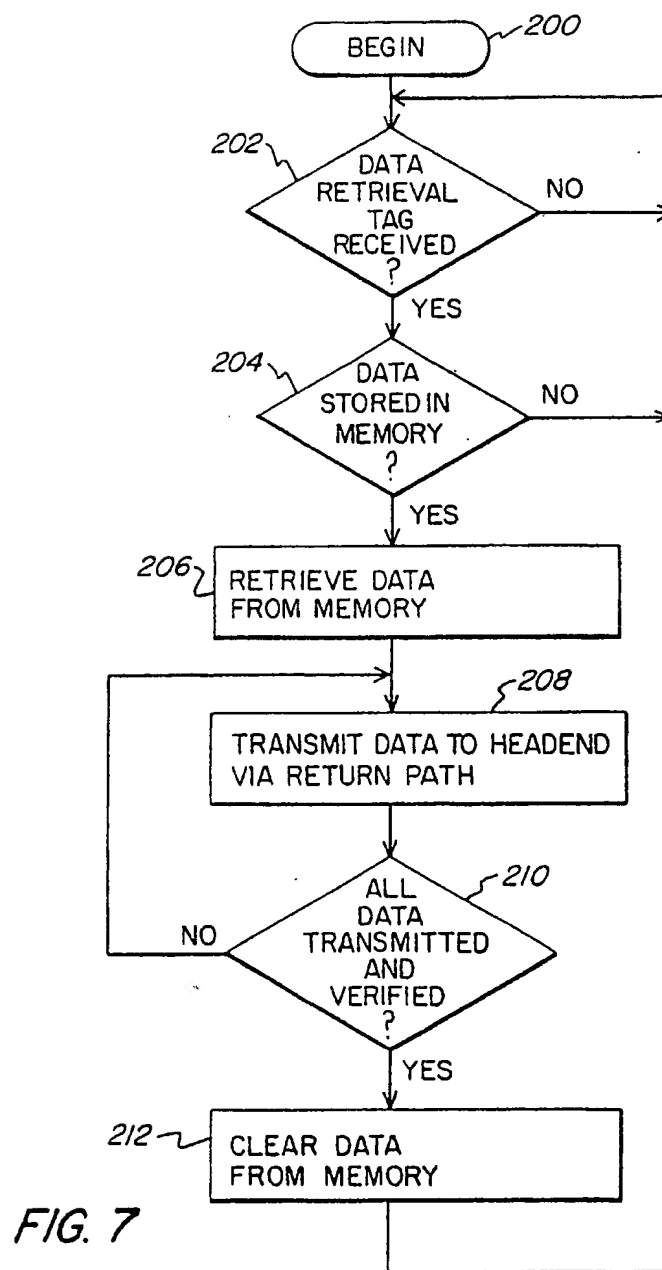 BEGIN
200
202
DATA
RETRIEVAL
TAG
RECEIVED
?
NO
YES
204
DATA
STORED IN
MEMORY
?
NO
YES
206
RETRIEVE DATA
FROM MEMORY
208
TRANSMIT DATA TO HEADEND
VIA RETURN PATH
210
ALL
DATA
TRANSMITTED
AND
VERIFIED
?
NO
YES
212
CLEAR DATA
FROM MEMORY
FIG. 7